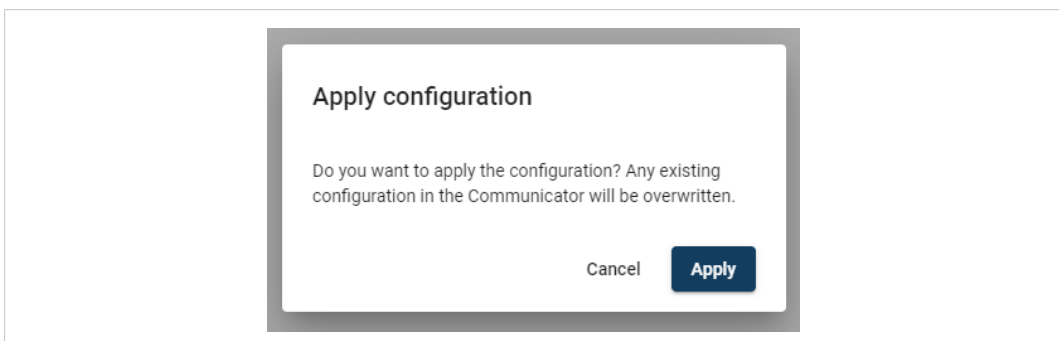 Apply configuration
Do you want to apply the configuration? Any existing
configuration in the Communicator will be overwritten.
Cancel Apply